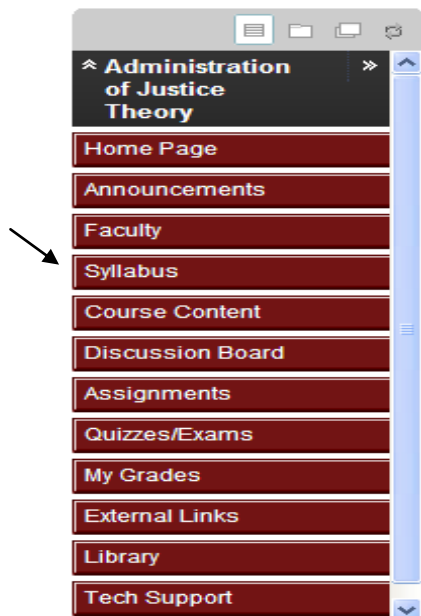 Administration
of Justice
Theory
Home Page
Announcements
Faculty
Syllabus
Course Content
Discussion Board
Assignments
Quizzes/Exams
My Grades
External Links
Library
Tech Support